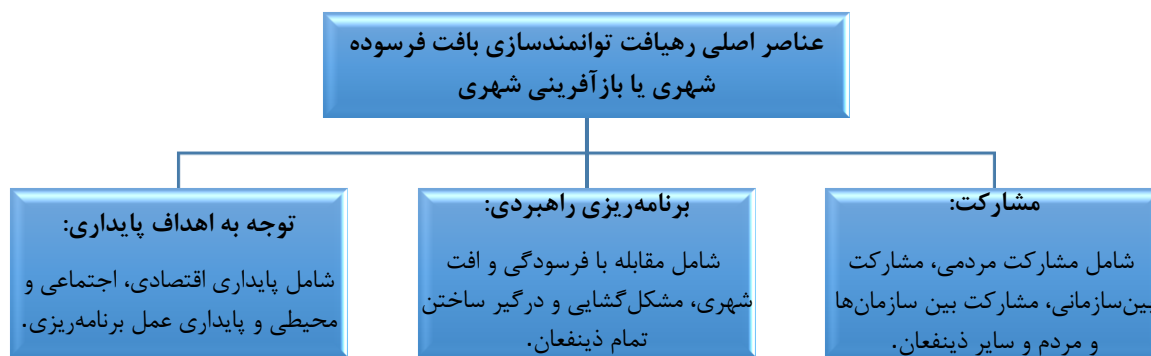 عناصر اصلی رهیافت توانمندسازی بافت فرسوده
شهری یا بازآفرینی شهری
مشارکت:
شامل مشارکت مردمی، مشارکت
بین‌سازمانی، مشارکت بین سازمان‌ها
و مردم و سایر ذینفعان.
برنامه‌ریزی راهبردی:
شامل مقابله با فرسودگی و افت
شهری، مشکل‌گشایی و درگیر ساختن
تمام ذینفعان.
توجه به اهداف پایداری:
شامل پایداری اقتصادی، اجتماعی و
محیطی و پایداری عمل برنامه‌ریزی.